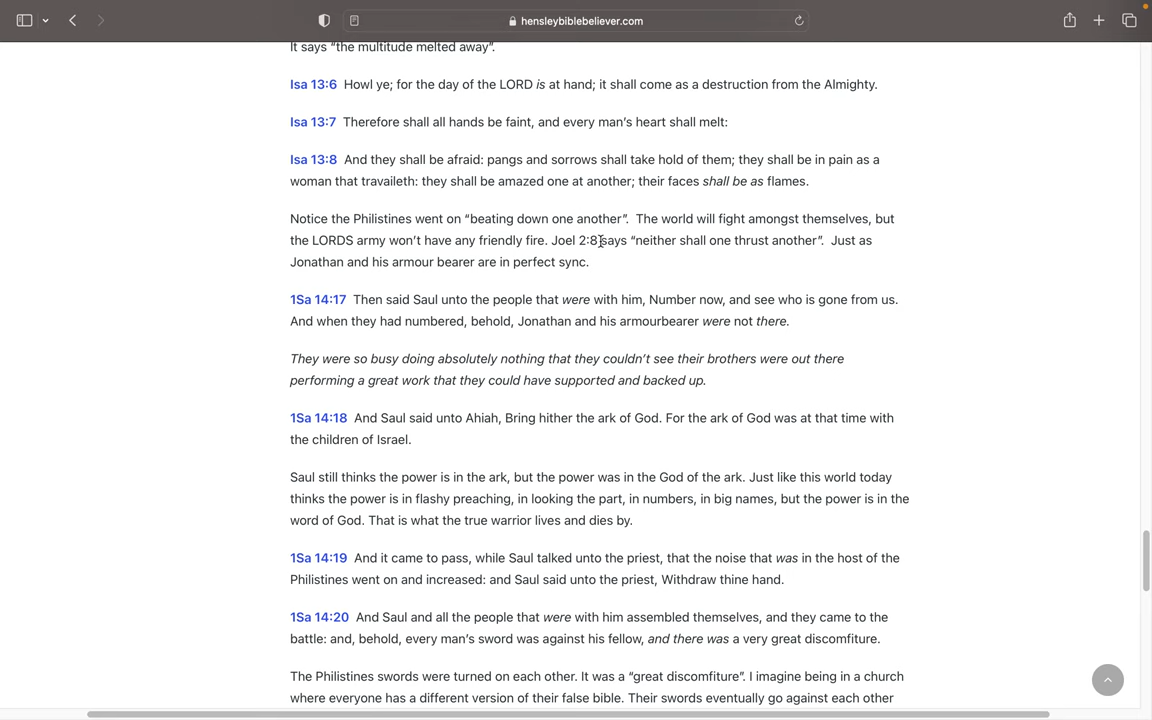 hensleybiblebeliever.com
It says “the multitude melted away”.
Isa 13:6 Howl ye; for the day of the LORD is at hand; it shall come as a destruction from the Almighty.
Isa 13:7 Therefore shall all hands be faint, and every man’s heart shall melt:
Isa 13:8 And they shall be afraid: pangs and sorrows shall take hold of them; they shall be in pain as a
woman that travaileth: they shall be amazed one at another; their faces shall be as flames.
Notice the Philistines went on “beating down one another”. The world will fight amongst themselves, but
the LORDS army won’t have any friendly fire. Joel 2:8 says “neither shall one thrust another”. Just as
Jonathan and his armour bearer are in perfect sync.
1Sa 14:17 Then said Saul unto the people that were with him, Number now, and see who is gone from us.
And when they had numbered, behold, Jonathan and his armourbearer were not there.
They were so busy doing absolutely nothing that they couldn’t see their brothers were out there
performing a great work that they could have supported and backed up.
1Sa 14:18 And Saul said unto Ahiah, Bring hither the ark of God. For the ark of God was at that time with
the children of Israel.
Saul still thinks the power is in the ark, but the power was in the God of the ark. Just like this world today
thinks the power is in flashy preaching, in looking the part, in numbers, in big names, but the power is in the
word of God. That is what the true warrior lives and dies by.
1Sa 14:19 And it came to pass, while Saul talked unto the priest, that the noise that was in the host of the
Philistines went on and increased: and Saul said unto the priest, Withdraw thine hand.
1Sa 14:20 And Saul and all the people that were with him assembled themselves, and they came to the
battle: and, behold, every man’s sword was against his fellow, and there was a very great discomfiture.
The Philistines swords were turned on each other. It was a “great discomfiture”. I imagine being in a church
where everyone has a different version of their false bible. Their swords eventually go against each other